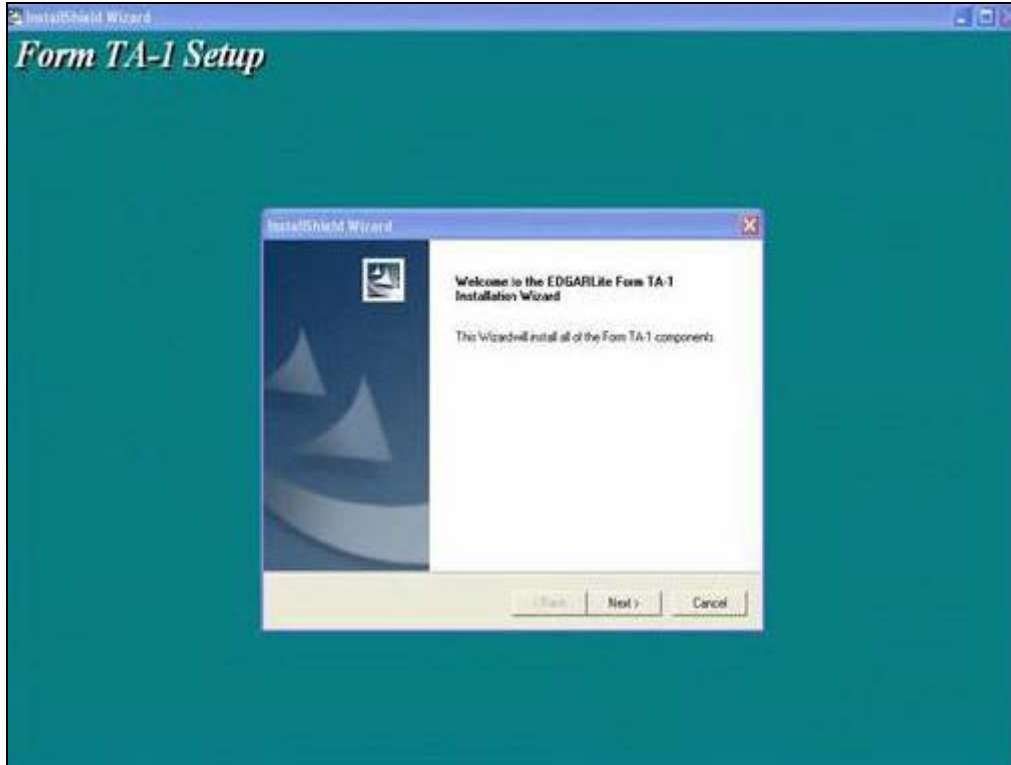 InstallShield Wizard
Form TA-1 Setup
InstallShield Wizard
Welcome to the EDGARLite Form TA-1
Installation Wizard
This Wizard will install all of the Form TA-1 components.
< Back
Next >
Cancel